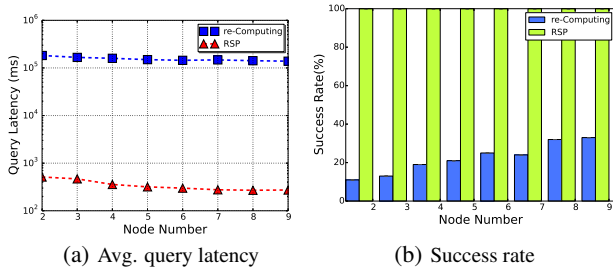 10^6
10^5
10^4
10^3
10^2
Query Latency (ms)
re-Computing
RSP
2 3 4 5 6 7 8 9
Node Number
(a) Avg. query latency
100
80
60
40
20
0
Success Rate(%)
re-Computing
RSP
2 3 4 5 6 7 8 9
Node Number
(b) Success rate